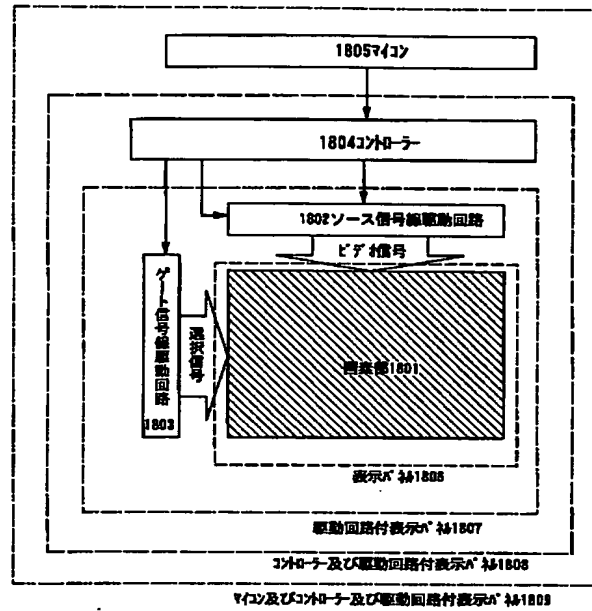 1805マイコン
1804コントローラー
1802ソース信号線駆動回路
ビデオ信号
ゲート信号線駆動回路
1803
選択信号
画素部1801
表示パネル1806
駆動回路付表示パネル1807
コントローラー及び駆動回路付表示パネル1808
マイコン及びコントローラー及び駆動回路付表示パネル1809